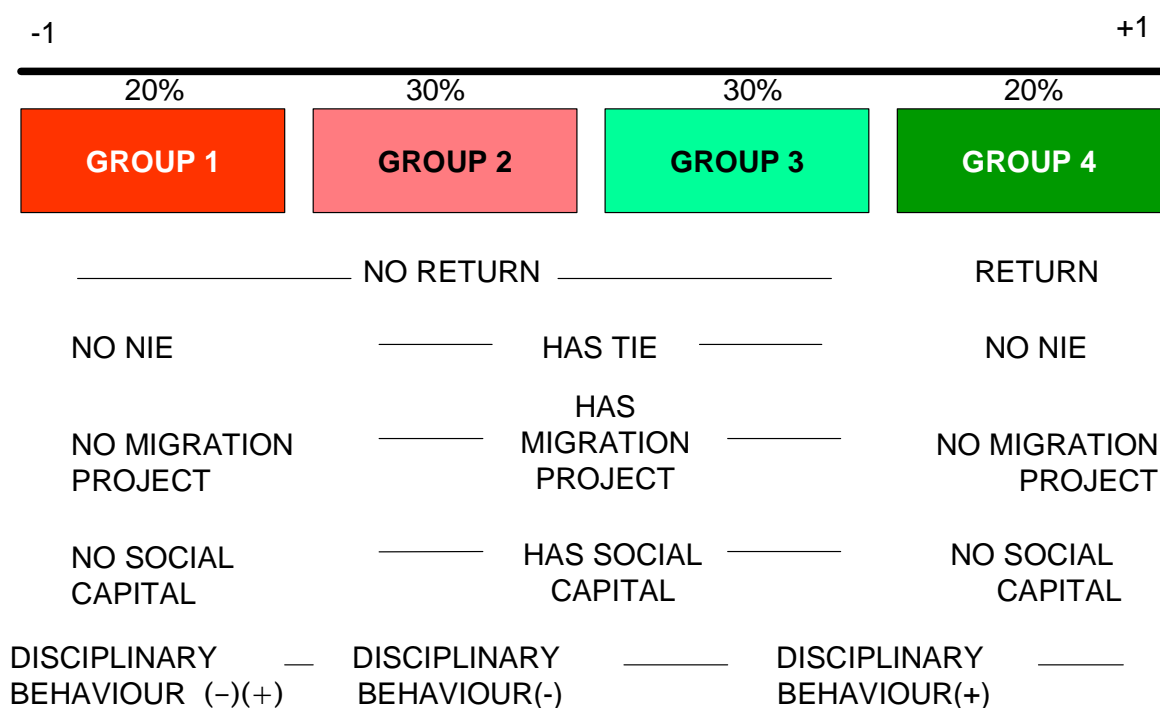 -1 +1
20% 30% 30% 20%
GROUP 1 GROUP 2 GROUP 3 GROUP 4
NO RETURN RETURN
NO NIE HAS TIE NO NIE
HAS
NO MIGRATION MIGRATION NO MIGRATION
PROJECT PROJECT PROJECT
NO SOCIAL HAS SOCIAL NO SOCIAL
CAPITAL CAPITAL CAPITAL
DISCIPLINARY DISCIPLINARY DISCIPLINARY
BEHAVIOUR (−)(+) BEHAVIOUR(-) BEHAVIOUR(+)